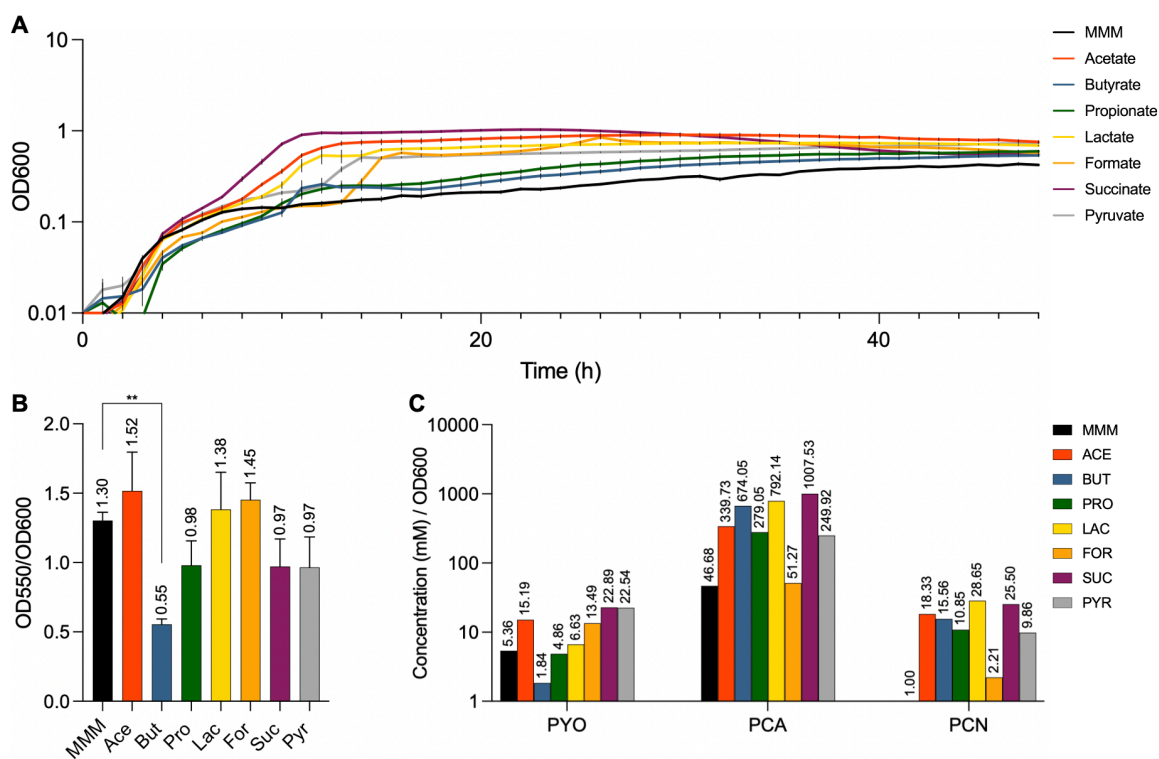 A
10
1
0.1
0.01
OD600
0
20
40
Time (h)
MMM
Acetate
Butyrate
Propionate
Lactate
Formate
Succinate
Pyruvate
B
**
2.0
1.5
1.0
0.5
0.0
OD550/OD600
1.30
1.52
0.55
0.98
1.38
1.45
0.97
0.97
MMM
Ace
But
Pro
Lac
For
Suc
Pyr
C
10000
1000
100
10
1
Concentration (mM) / OD600
5.36
15.19
1.84
4.86
6.63
13.49
22.89
22.54
46.68
339.73
674.05
279.05
792.14
51.27
1007.53
249.92
1.00
18.33
15.56
10.85
28.65
2.21
25.50
9.86
PYO
PCA
PCN
MMM
ACE
BUT
PRO
LAC
FOR
SUC
PYR